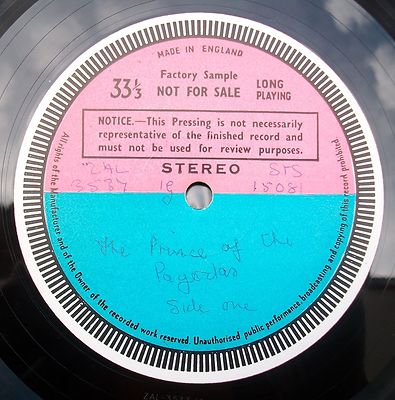 MADE IN ENGLAND
33⅓
Factory Sample
NOT FOR SALE
LONG
PLAYING
NOTICE.—This Pressing is not necessarily
representative of the finished record and
must not be used for review purposes.
STEREO
ZAL
1G
STS
15081
The Prince of the
Pagodas
Side one
All rights of the Manufacturer and of the Owner of the recorded work reserved. Unauthorised public performance, broadcasting and copying of this record prohibited.